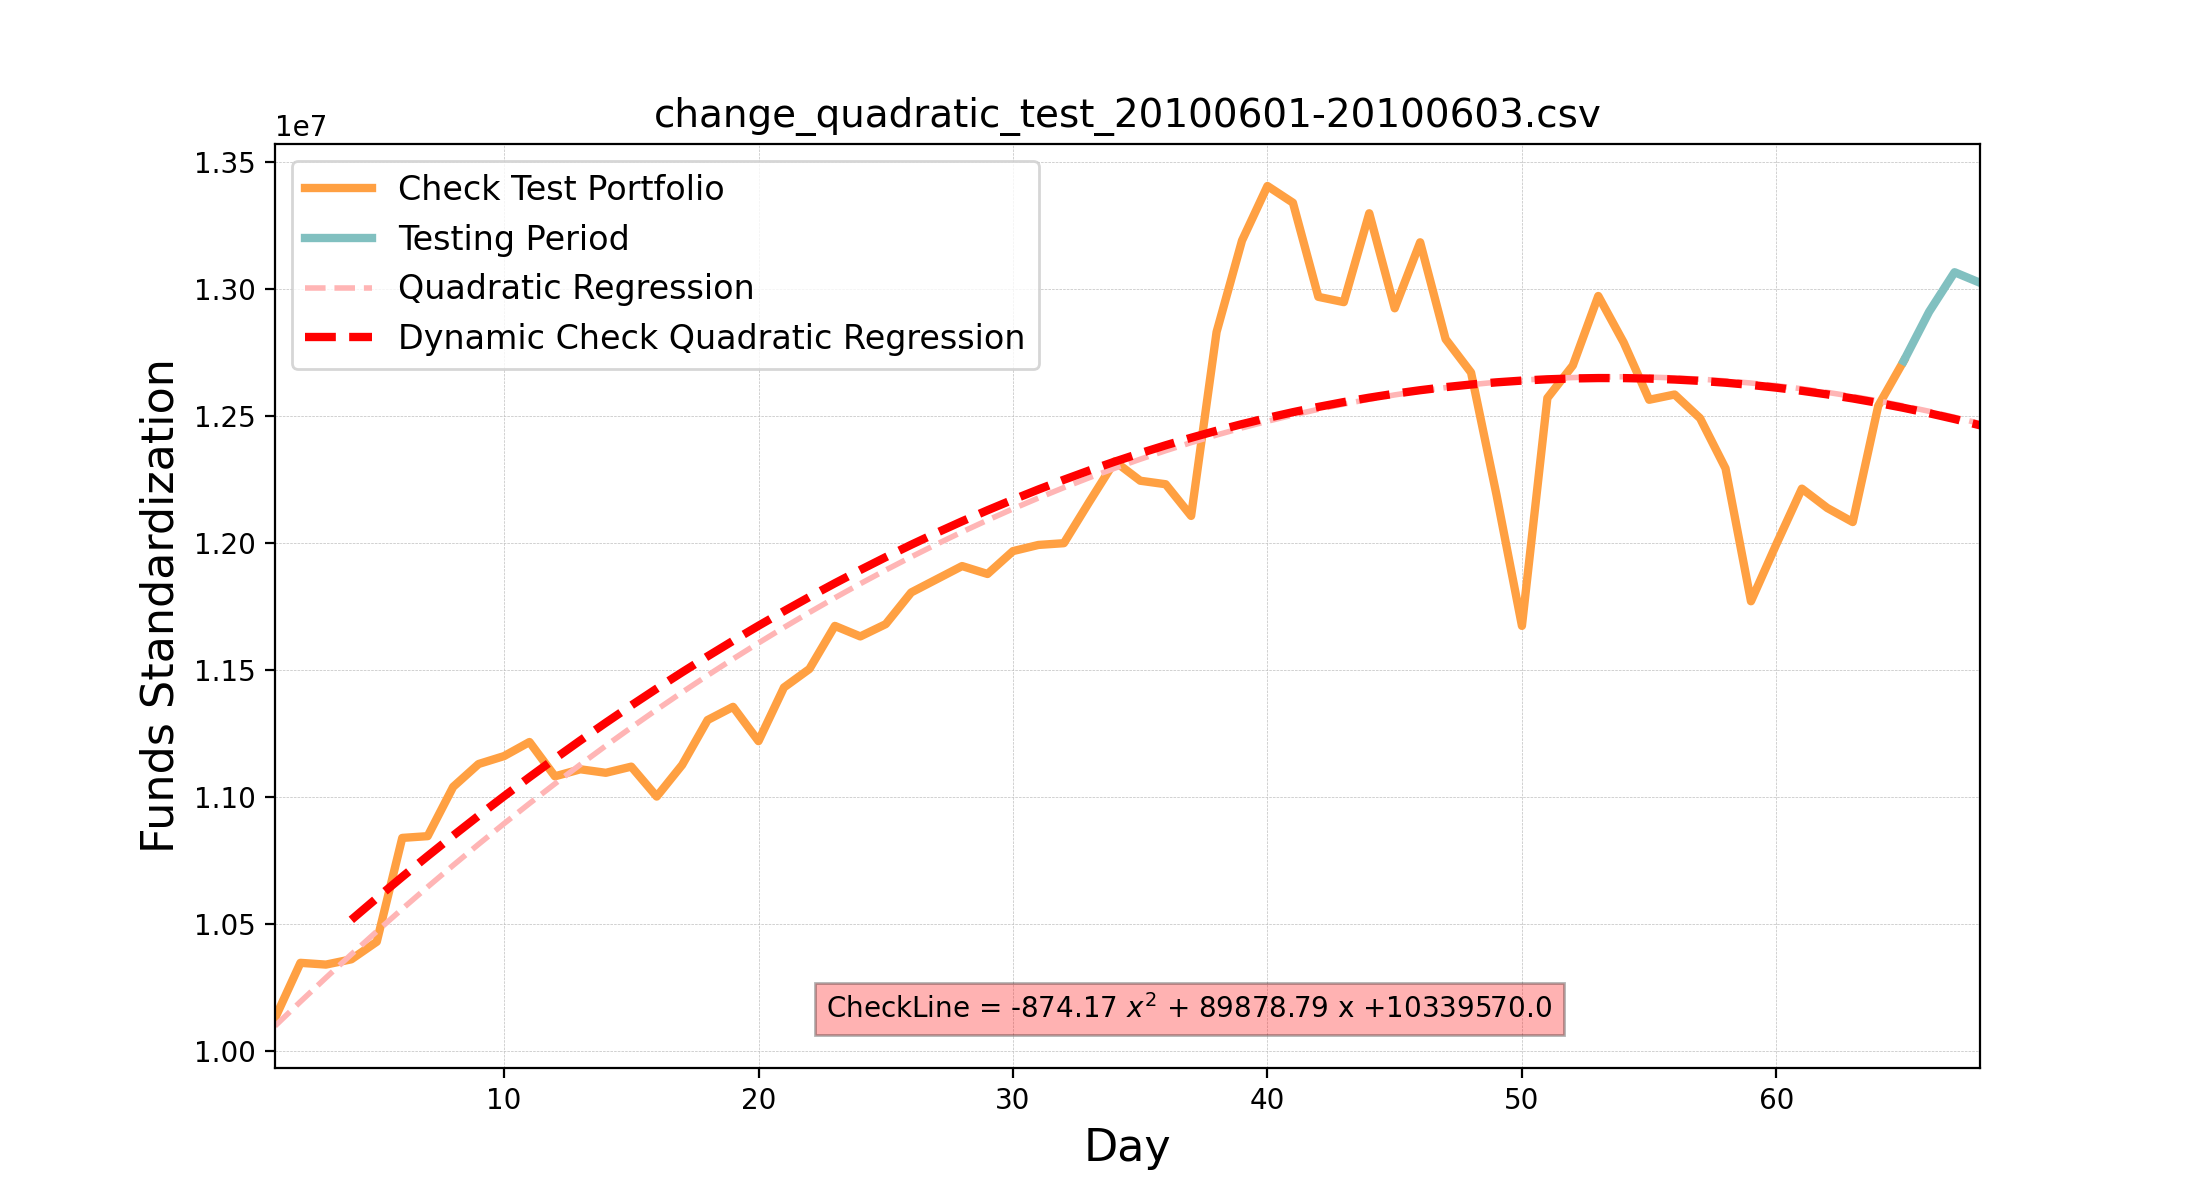 change_quadratic_test_20100601-20100603.csv
1e7
1.35
1.30
1.25
1.20
1.15
1.10
1.05
1.00
Funds Standardization
Check Test Portfolio
Testing Period
Quadratic Regression
Dynamic Check Quadratic Regression
CheckLine = -874.17 x² + 89878.79 x +10339570.0
10 20 30 40 50 60
Day